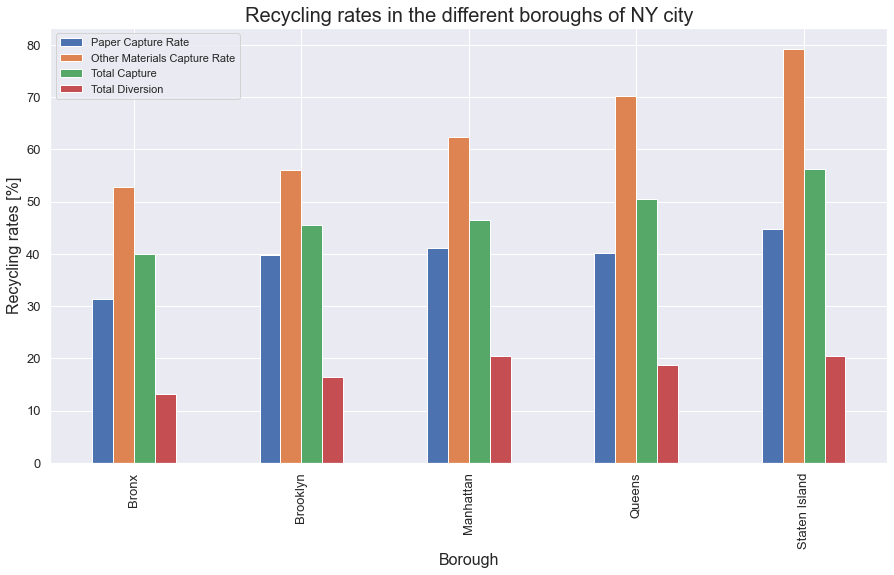 Recycling rates in the different boroughs of NY city
Paper Capture Rate
Other Materials Capture Rate
Total Capture
Total Diversion
Recycling rates [%]
80
70
60
50
40
30
20
10
0
Bronx
Brooklyn
Manhattan
Queens
Staten Island
Borough